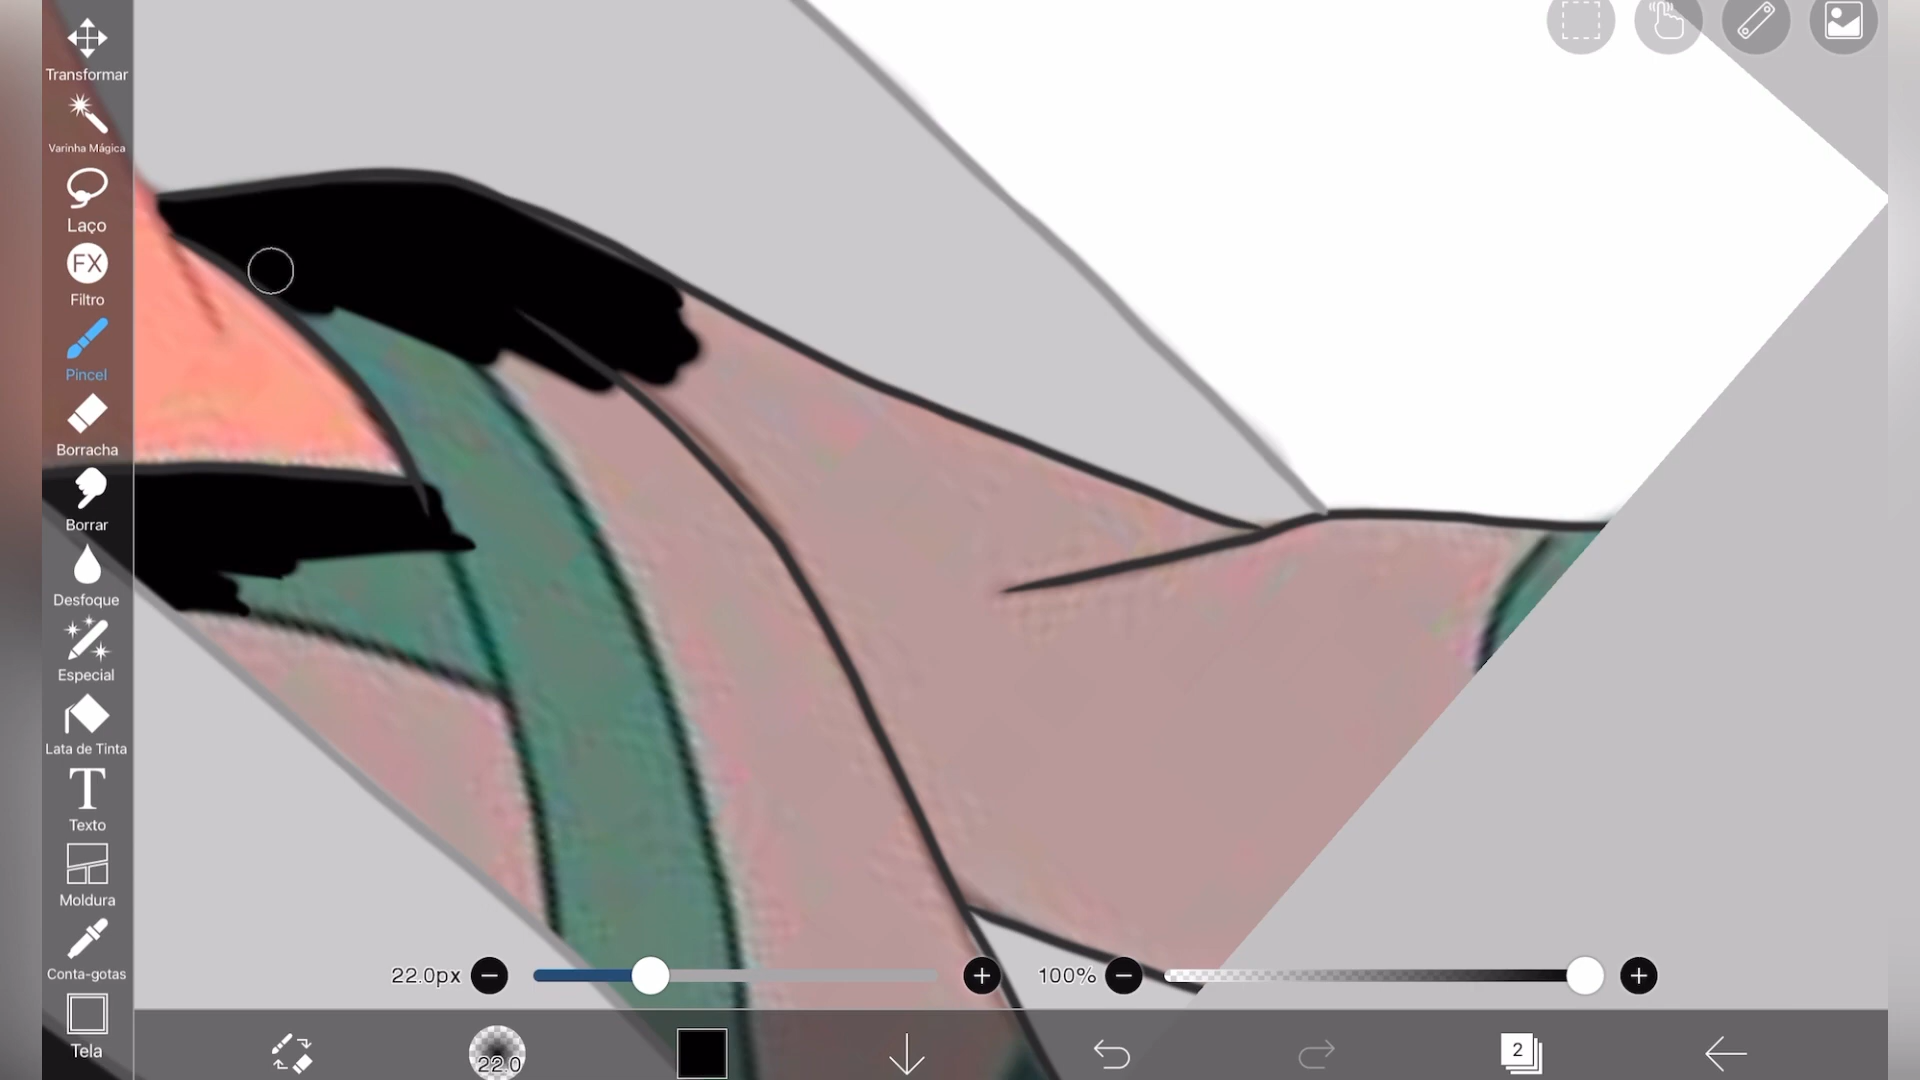 Transformar
Varinha Mágica
Laço
FX
Filtro
Pincel
Borracha
Borrar
Desfoque
Especial
Lata de Tinta
T
Texto
Moldura
Conta-gotas
Tela
22.0px
100%
22.0
2